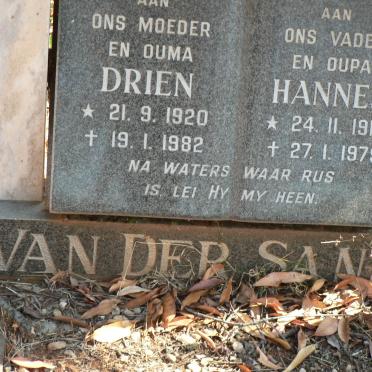 AAN
ONS MOEDER
EN OUMA
DRIEN
★ 21. 9. 1920
✝ 19. 1. 1982
AAN
ONS
EN OUPA
★ 24. 11.
✝ 27. 1.
NA WATERS WAAR RUS
IS LEI HY MY HEEN.
VAN DER